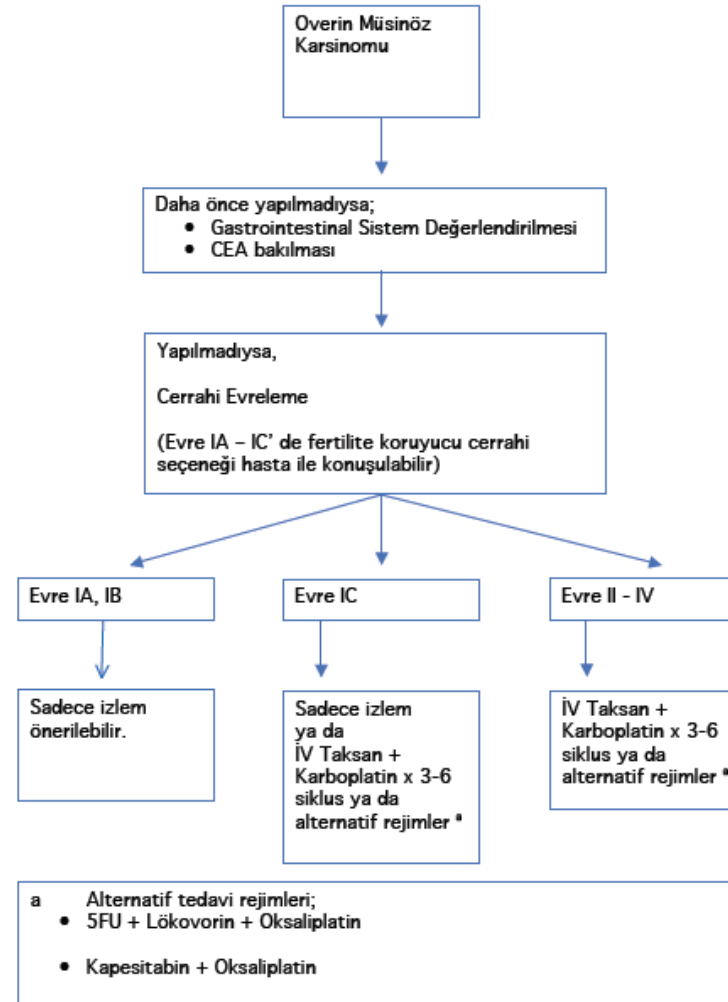 Overin Müsinöz
Karsinomu
Daha önce yapılmadıysa;
• Gastrointestinal Sistem Değerlendirilmesi
• CEA bakılması
Yapılmadıysa,
Cerrahi Evreleme
(Evre IA – IC' de fertilite koruyucu cerrahi
seçeneği hasta ile konuşulabilir)
Evre IA, IB
Evre IC
Evre II - IV
Sadece izlem
önerilebilir.
Sadece izlem
ya da
İV Taksan +
Karboplatin x 3-6
siklus ya da
alternatif rejimler ª
İV Taksan +
Karboplatin x 3-6
siklus ya da
alternatif rejimler ª
a Alternatif tedavi rejimleri;
• 5FU + Lökovorin + Oksaliplatin
• Kapesitabin + Oksaliplatin